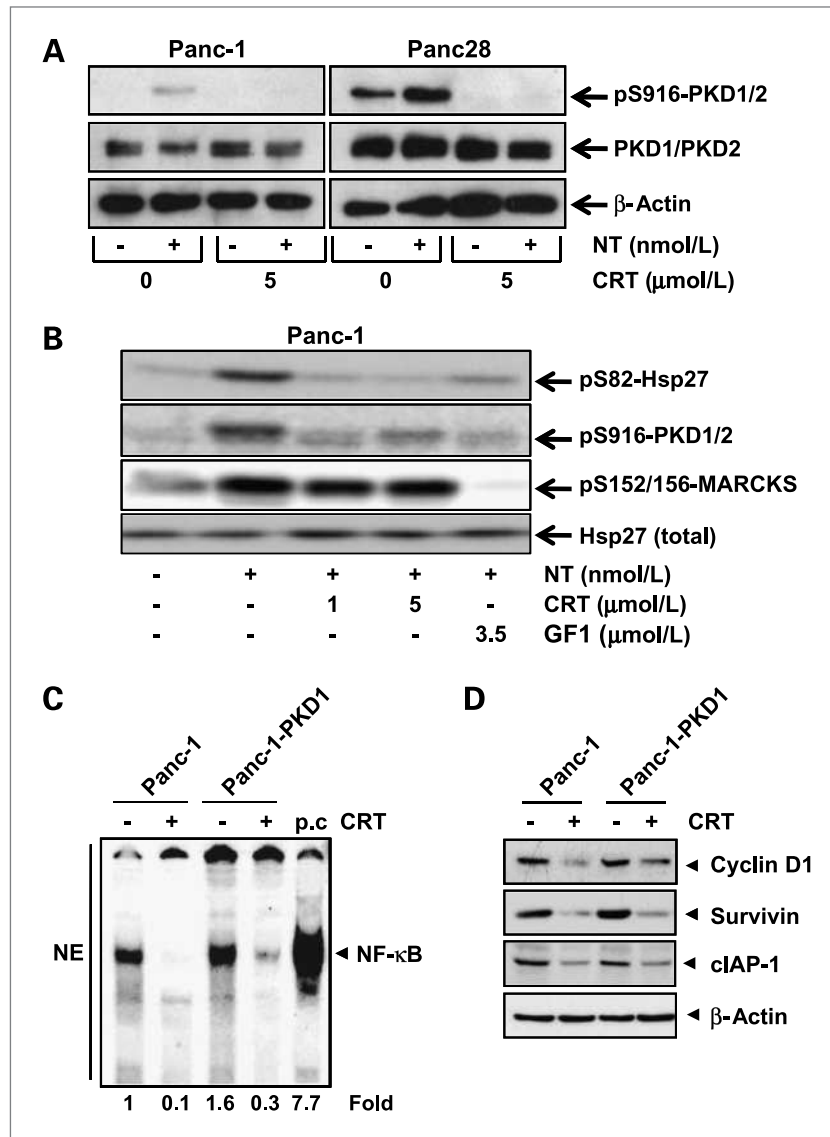 A
Panc-1 Panc28
pS916-PKD1/2
PKD1/PKD2
β-Actin
- + - + - + - + NT (nmol/L)
0 5 0 5 CRT (μmol/L)
B
Panc-1
pS82-Hsp27
pS916-PKD1/2
pS152/156-MARCKS
Hsp27 (total)
- + + + + NT (nmol/L)
- - 1 5 - CRT (μmol/L)
- - - - 3.5 GF1 (μmol/L)
C
Panc-1 Panc-1-PKD1
- + - + p.c CRT
NE NF-κB
1 0.1 1.6 0.3 7.7 Fold
D
Panc-1 Panc-1-PKD1
- + - + CRT
Cyclin D1
Survivin
cIAP-1
β-Actin